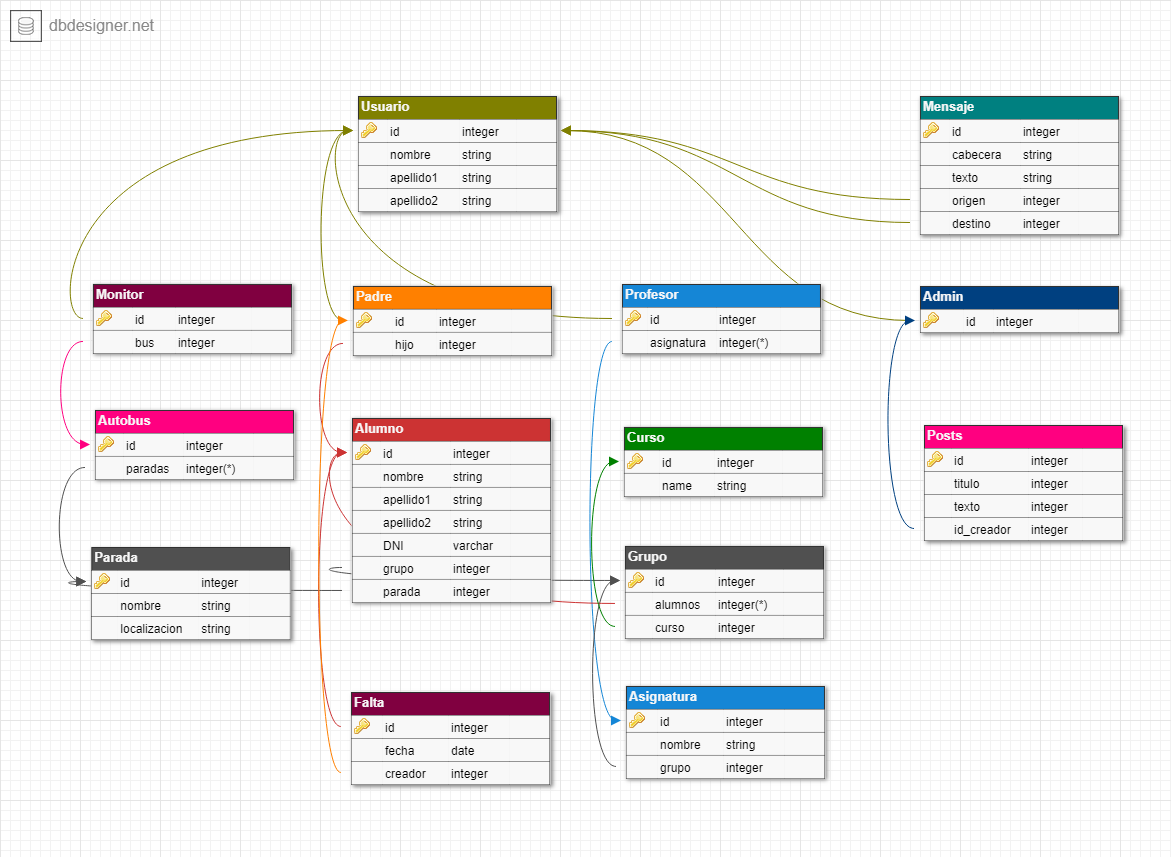 dbdesigner.net
Usuario
id integer
nombre string
apellido1 string
apellido2 string
Mensaje
id integer
cabecera string
texto string
origen integer
destino integer
Monitor
id integer
bus integer
Padre
id integer
hijo integer
Profesor
id integer
asignatura integer(*)
Admin
id integer
Autobus
id integer
paradas integer(*)
Alumno
id integer
nombre string
apellido1 string
apellido2 string
DNI varchar
grupo integer
parada integer
Curso
id integer
name string
Posts
id integer
titulo integer
texto integer
id_creador integer
Parada
id integer
nombre string
localizacion string
Grupo
id integer
alumnos integer(*)
curso integer
Falta
id integer
fecha date
creador integer
Asignatura
id integer
nombre string
grupo integer